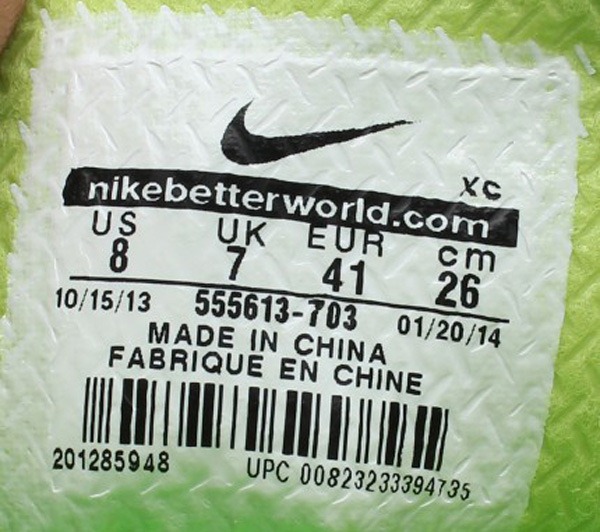 XC
nikebetterworld.com
US UK EUR cm
8 7 41 26
10/15/13 555613-703 01/20/14
MADE IN CHINA
FABRIQUE EN CHINE
201285948 UPC 00823233394735